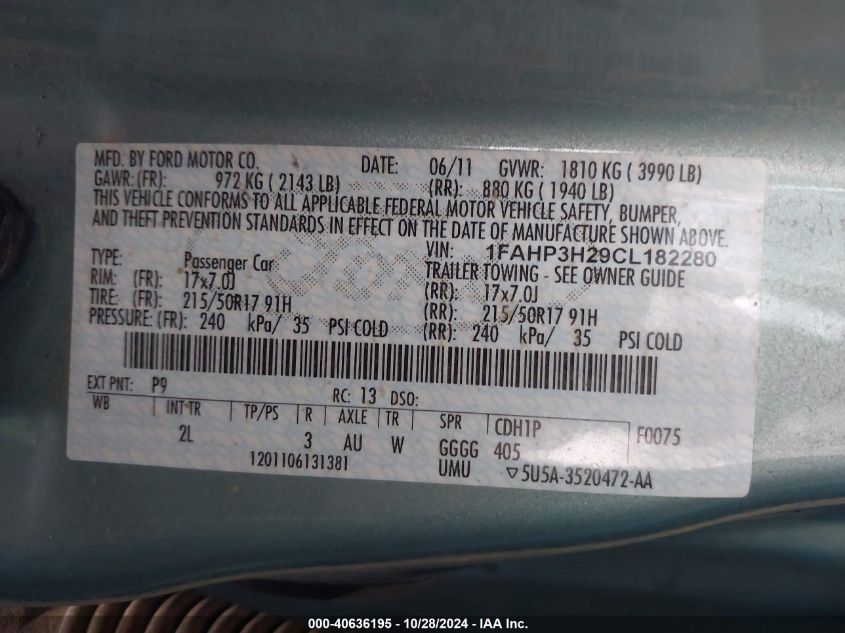 MFD. BY FORD MOTOR CO. DATE: 06/11 GVWR: 1810 KG ( 3990 LB)
GAWR: (FR): 972 KG ( 2143 LB) (RR): 880 KG ( 1940 LB)
THIS VEHICLE CONFORMS TO ALL APPLICABLE FEDERAL MOTOR VEHICLE SAFETY, BUMPER,
AND THEFT PREVENTION STANDARDS IN EFFECT ON THE DATE OF MANUFACTURE SHOWN ABOVE.
VIN: 1FAHP3H29CL182280
TYPE: Passenger Car TRAILER TOWING - SEE OWNER GUIDE
RIM: (FR): 17x7.0J (RR): 17x7.0J
TIRE: (FR): 215/50R17 91H (RR): 215/50R17 91H
PRESSURE: (FR): 240 kPa/ 35 PSI COLD (RR): 240 kPa/ 35 PSI COLD
EXT PNT: P9 RC: 13 DSO:
WB INT TR TP/PS R AXLE TR SPR CDH1P F0075
2L 3 AU W GGGG 405
1201106131381 UMU ▽5U5A-3520472-AA
000-40636195 - 10/28/2024 - IAA Inc.